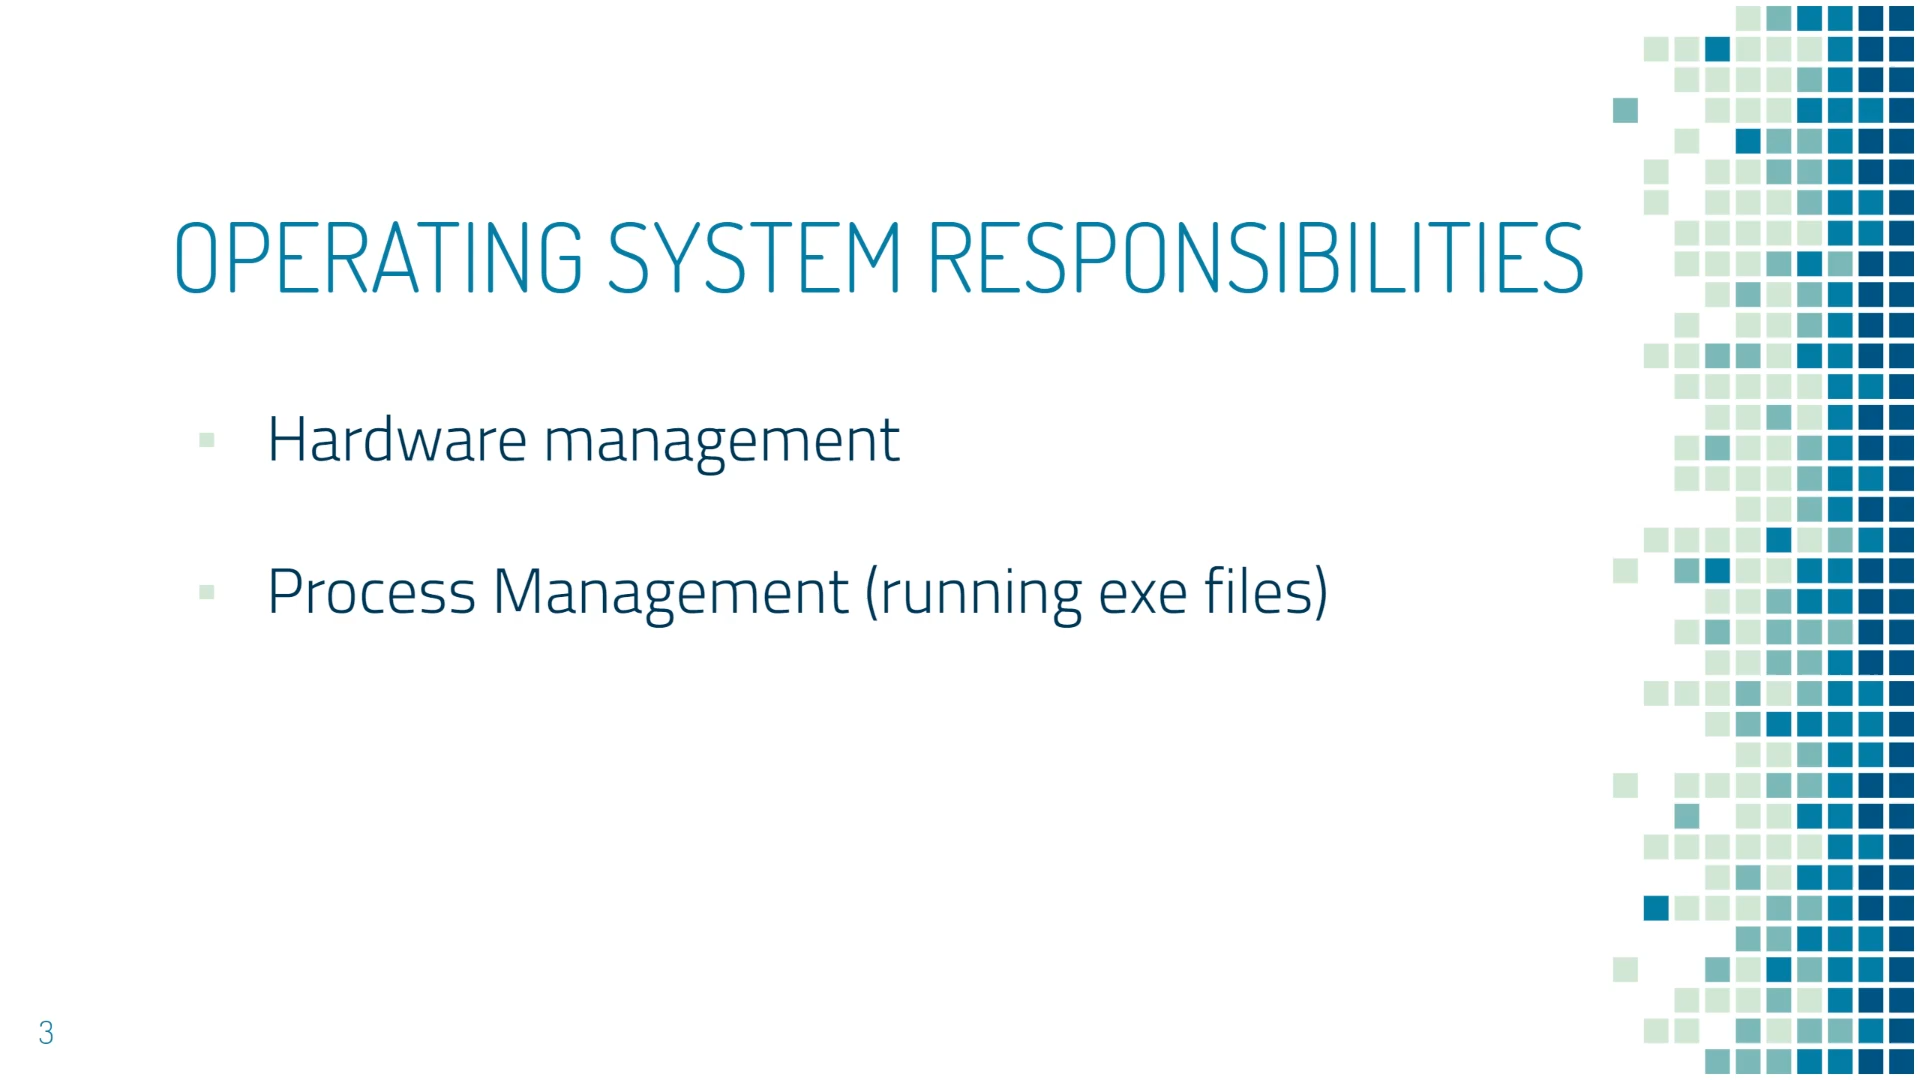 OPERATING SYSTEM RESPONSIBILITIES
Hardware management
Process Management (running exe files)
3